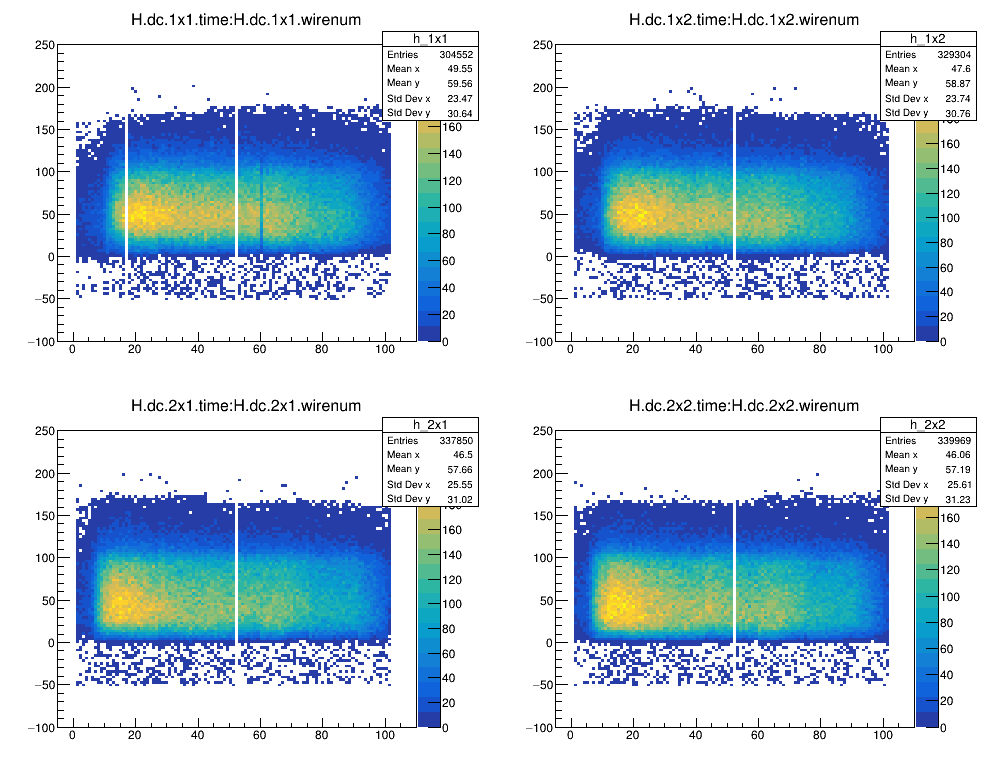 H.dc.1x1.time:H.dc.1x1.wirenum
h_1x1
Entries 304552
Mean x 49.55
Mean y 59.56
Std Dev x 23.47
Std Dev y 30.64
250
200
150
100
50
0
−50
−100
0 20 40 60 80 100
160
140
120
100
80
60
40
20
0
H.dc.1x2.time:H.dc.1x2.wirenum
h_1x2
Entries 329304
Mean x 47.6
Mean y 58.87
Std Dev x 23.74
Std Dev y 30.76
250
200
150
100
50
0
−50
−100
0 20 40 60 80 100
160
140
120
100
80
60
40
20
0
H.dc.2x1.time:H.dc.2x1.wirenum
h_2x1
Entries 337850
Mean x 46.5
Mean y 57.66
Std Dev x 25.55
Std Dev y 31.02
250
200
150
100
50
0
−50
−100
0 20 40 60 80 100
160
140
120
100
80
60
40
20
0
H.dc.2x2.time:H.dc.2x2.wirenum
h_2x2
Entries 339969
Mean x 46.06
Mean y 57.19
Std Dev x 25.61
Std Dev y 31.23
250
200
150
100
50
0
−50
−100
0 20 40 60 80 100
160
140
120
100
80
60
40
20
0